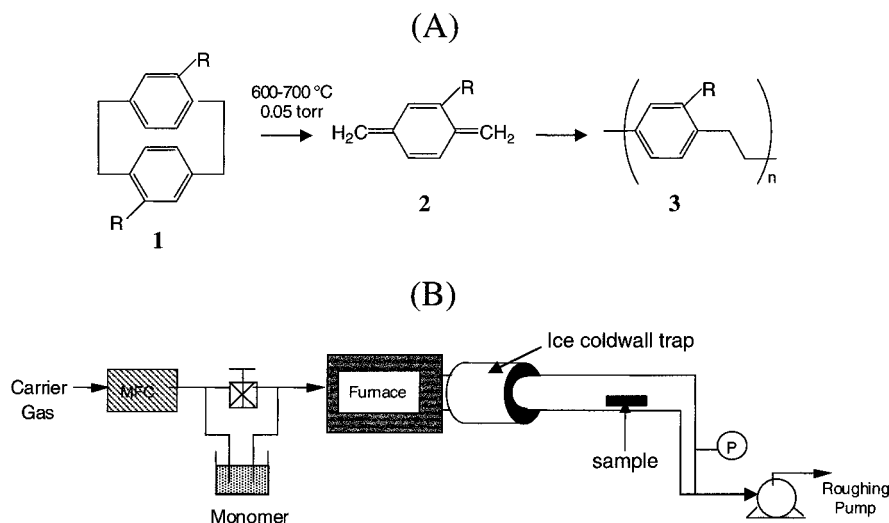 (A)
R
R
1
600-700 °C
0.05 torr
R
H₂C
CH₂
2
R
n
3
(B)
Carrier
Gas
MFC
Monomer
Furnace
Ice coldwall trap
sample
P
Roughing
Pump